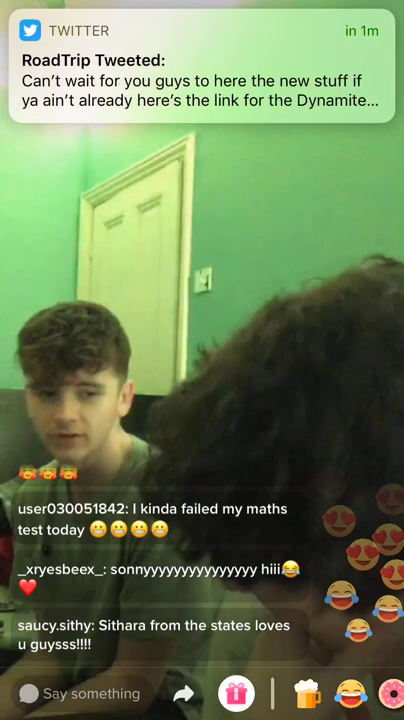 TWITTER
in 1m
RoadTrip Tweeted:
Can't wait for you guys to here the new stuff if
ya ain't already here's the link for the Dynamite...
🥰🥰🥰
user030051842: I kinda failed my maths
test today 😬😬😬😬
_xryesbeex_: sonnyyyyyyyyyyyyyyy hiii😂
❤️
saucy.sithy: Sithara from the states loves
u guysss!!!!
Say something